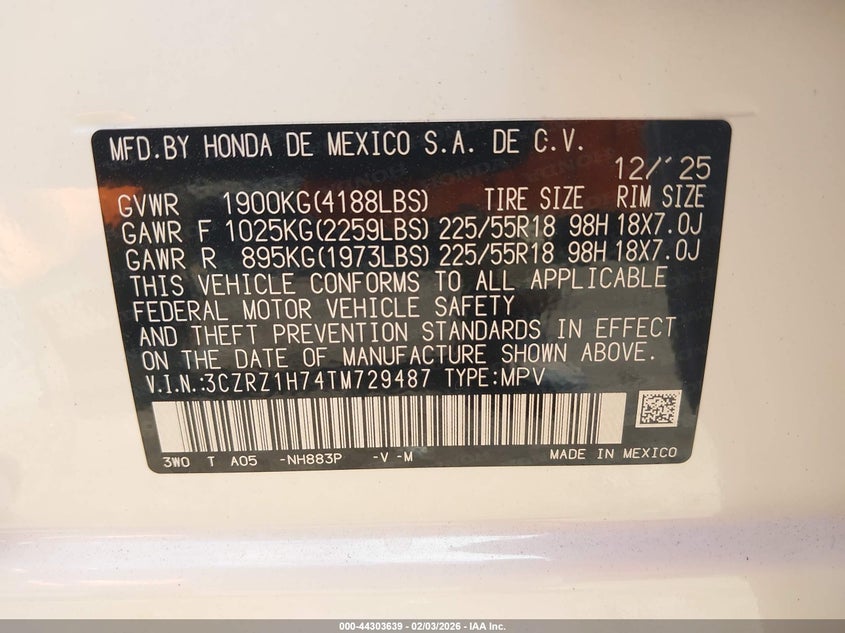 MFD.BY HONDA DE MEXICO S.A. DE C.V.
12/'25
GVWR 1900KG(4188LBS) TIRE SIZE RIM SIZE
GAWR F 1025KG(2259LBS) 225/55R18 98H 18X7.0J
GAWR R 895KG(1973LBS) 225/55R18 98H 18X7.0J
THIS VEHICLE CONFORMS TO ALL APPLICABLE
FEDERAL MOTOR VEHICLE SAFETY
AND THEFT PREVENTION STANDARDS IN EFFECT
ON THE DATE OF MANUFACTURE SHOWN ABOVE.
V.I.N.:3CZRZ1H74TM729487 TYPE:MPV
3W0 T A05 -NH883P -V -M MADE IN MEXICO
000-44303639 - 02/03/2026 - IAA Inc.